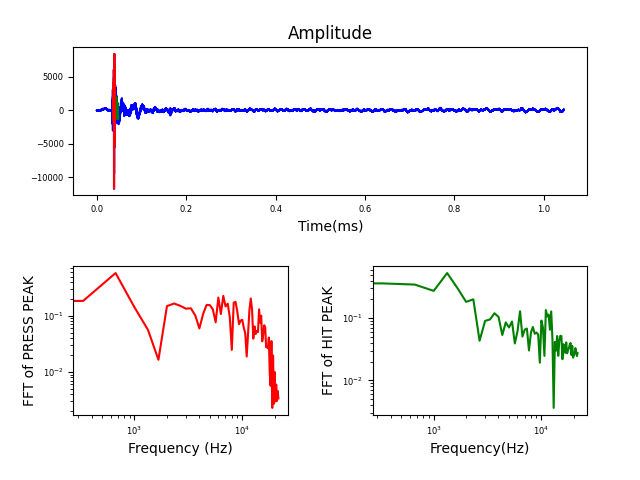 Amplitude
5000
0
−5000
−10000
0.0 0.2 0.4 0.6 0.8 1.0
Time(ms)
FFT of PRESS PEAK
10⁻¹
10⁻²
10³ 10⁴
Frequency (Hz)
FFT of HIT PEAK
10⁻¹
10⁻²
10³ 10⁴
Frequency(Hz)